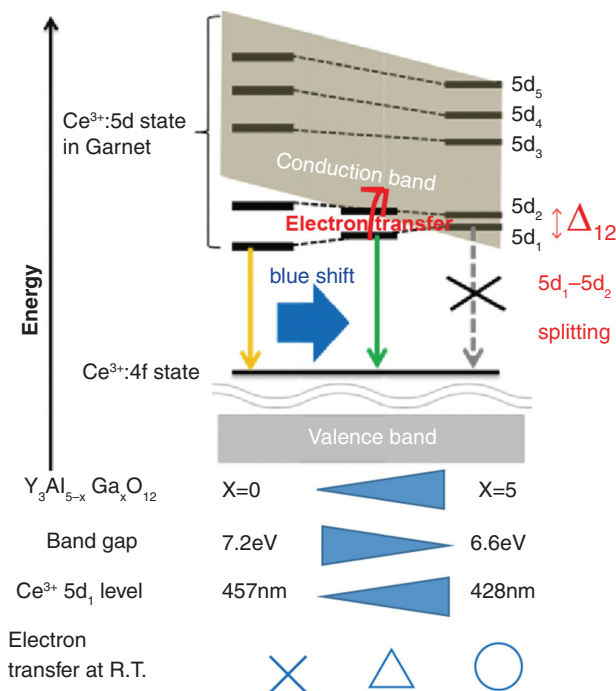 5d₅
5d₄
5d₃
Ce³⁺:5d state
in Garnet
Conduction band
Electron transfer
5d₂
5d₁
Δ₁₂
blue shift
5d₁–5d₂
splitting
Energy
Ce³⁺:4f state
Valence band
Y₃Al₅₋ₓ GaₓO₁₂ X=0 X=5
Band gap 7.2eV 6.6eV
Ce³⁺ 5d₁ level 457nm 428nm
Electron
transfer at R.T.